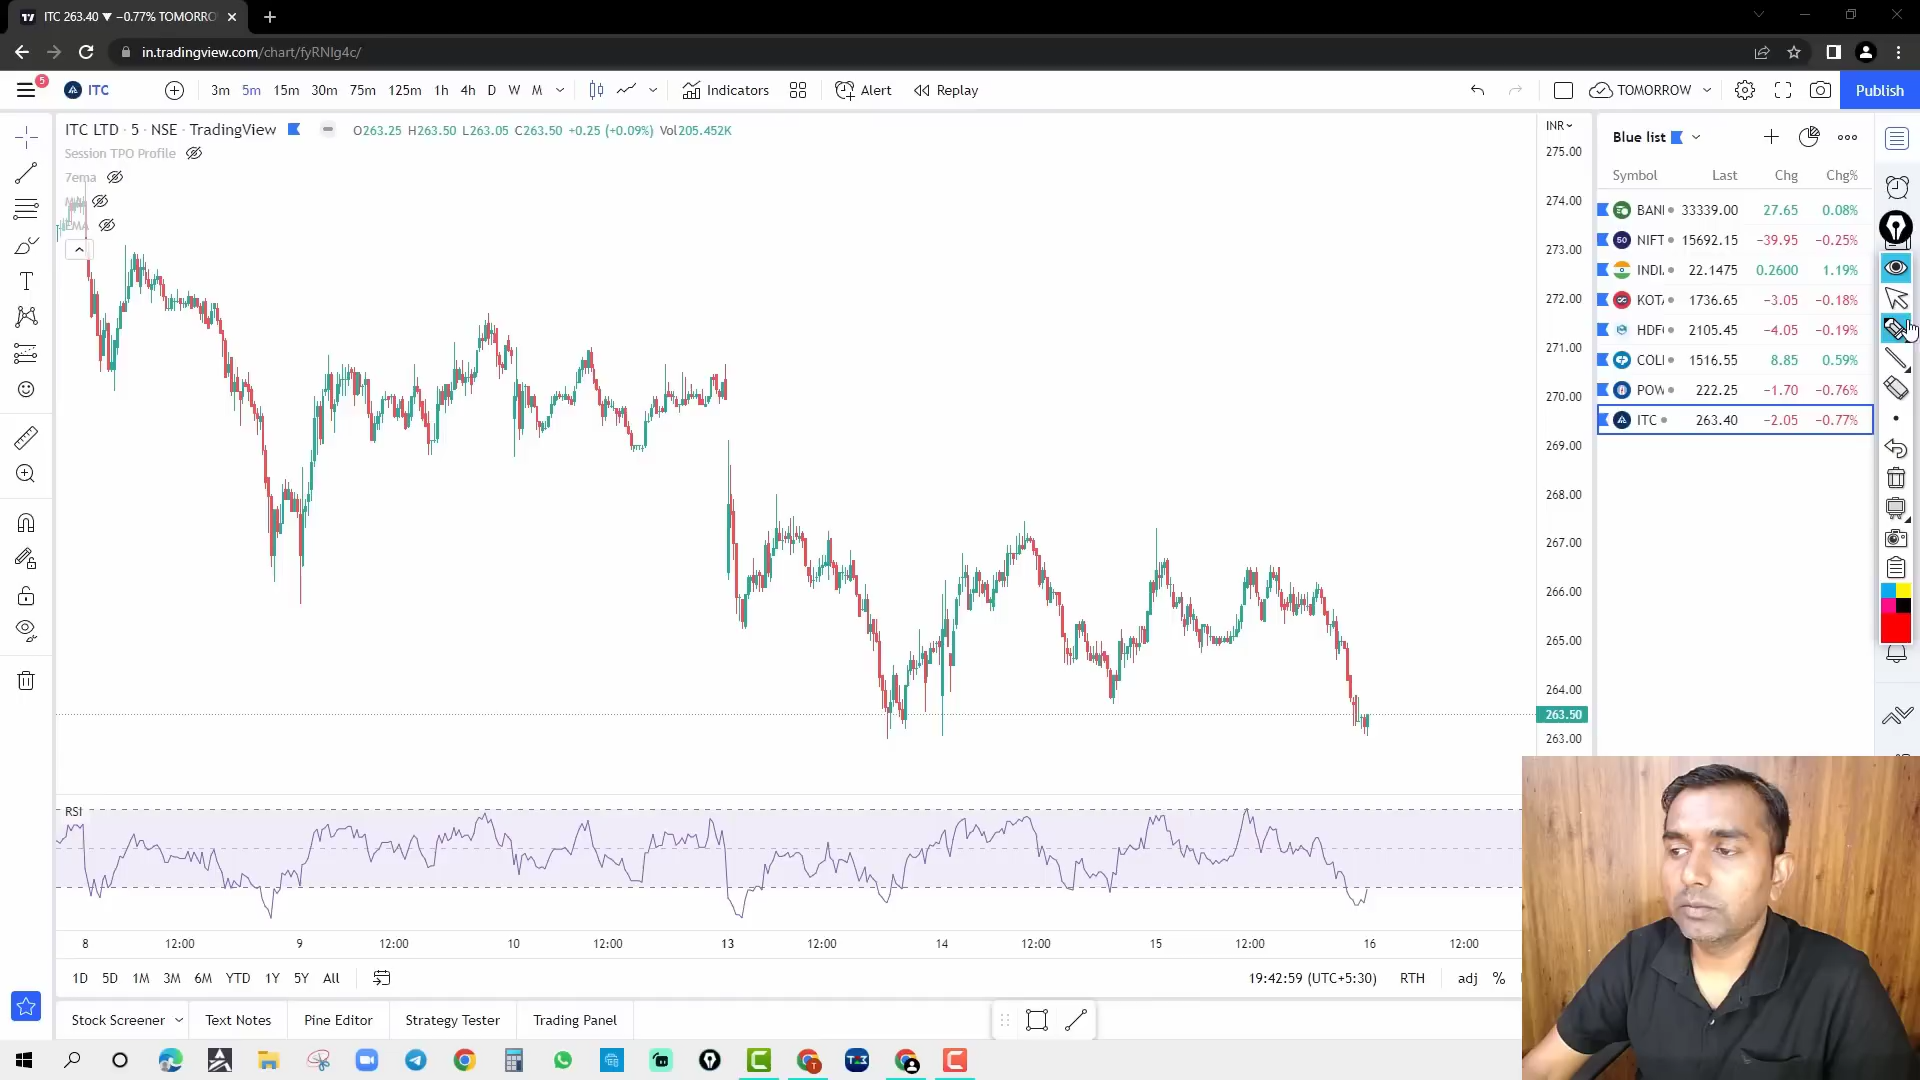 ITC 263.40 ▼ −0.77% TOMORRO
in.tradingview.com/chart/fyRNIg4c/
5
ITC 3m 5m 15m 30m 75m 125m 1h 4h D W M Indicators Alert Replay TOMORROW Publish
ITC LTD · 5 · NSE · TradingView O263.25 H263.50 L263.05 C263.50 +0.25 (+0.09%) Vol205.452K
Session TPO Profile
7ema
EMA
INR
275.00
274.00
273.00
272.00
271.00
270.00
269.00
268.00
267.00
266.00
265.00
264.00
263.50
263.00
Blue list
Symbol Last Chg Chg%
BANI 33339.00 27.65 0.08%
50 NIFT 15692.15 −39.95 −0.25%
INDI. 22.1475 0.2600 1.19%
KOT 1736.65 −3.05 −0.18%
HDF 2105.45 −4.05 −0.19%
COLI 1516.55 8.85 0.59%
POW 222.25 −1.70 −0.76%
ITC 263.40 −2.05 −0.77%
RSI
8 12:00 9 12:00 10 12:00 13 12:00 14 12:00 15 12:00 16 12:00
1D 5D 1M 3M 6M YTD 1Y 5Y All 19:42:59 (UTC+5:30) RTH adj %
Stock Screener Text Notes Pine Editor Strategy Tester Trading Panel